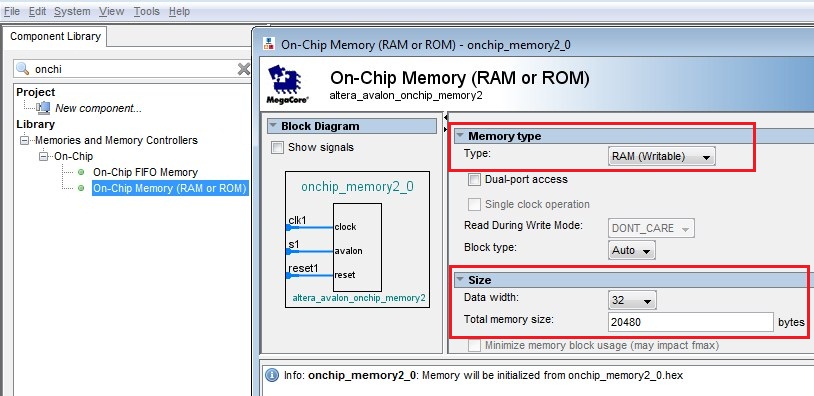 File Edit System View Tools Help
Component Library
onchi
Project
New component...
Library
Memories and Memory Controllers
On-Chip
On-Chip FIFO Memory
On-Chip Memory (RAM or ROM)
On-Chip Memory (RAM or ROM) - onchip_memory2_0
MegaCore®
On-Chip Memory (RAM or ROM)
altera_avalon_onchip_memory2
Block Diagram
Show signals
onchip_memory2_0
clk1 clock
s1 avalon
reset1 reset
altera_avalon_onchip_memory2
Memory type
Type: RAM (Writable)
Dual-port access
Single clock operation
Read During Write Mode: DONT_CARE
Block type: Auto
Size
Data width: 32
Total memory size: 20480 bytes
Minimize memory block usage (may impact fmax)
Info: onchip_memory2_0: Memory will be initialized from onchip_memory2_0.hex